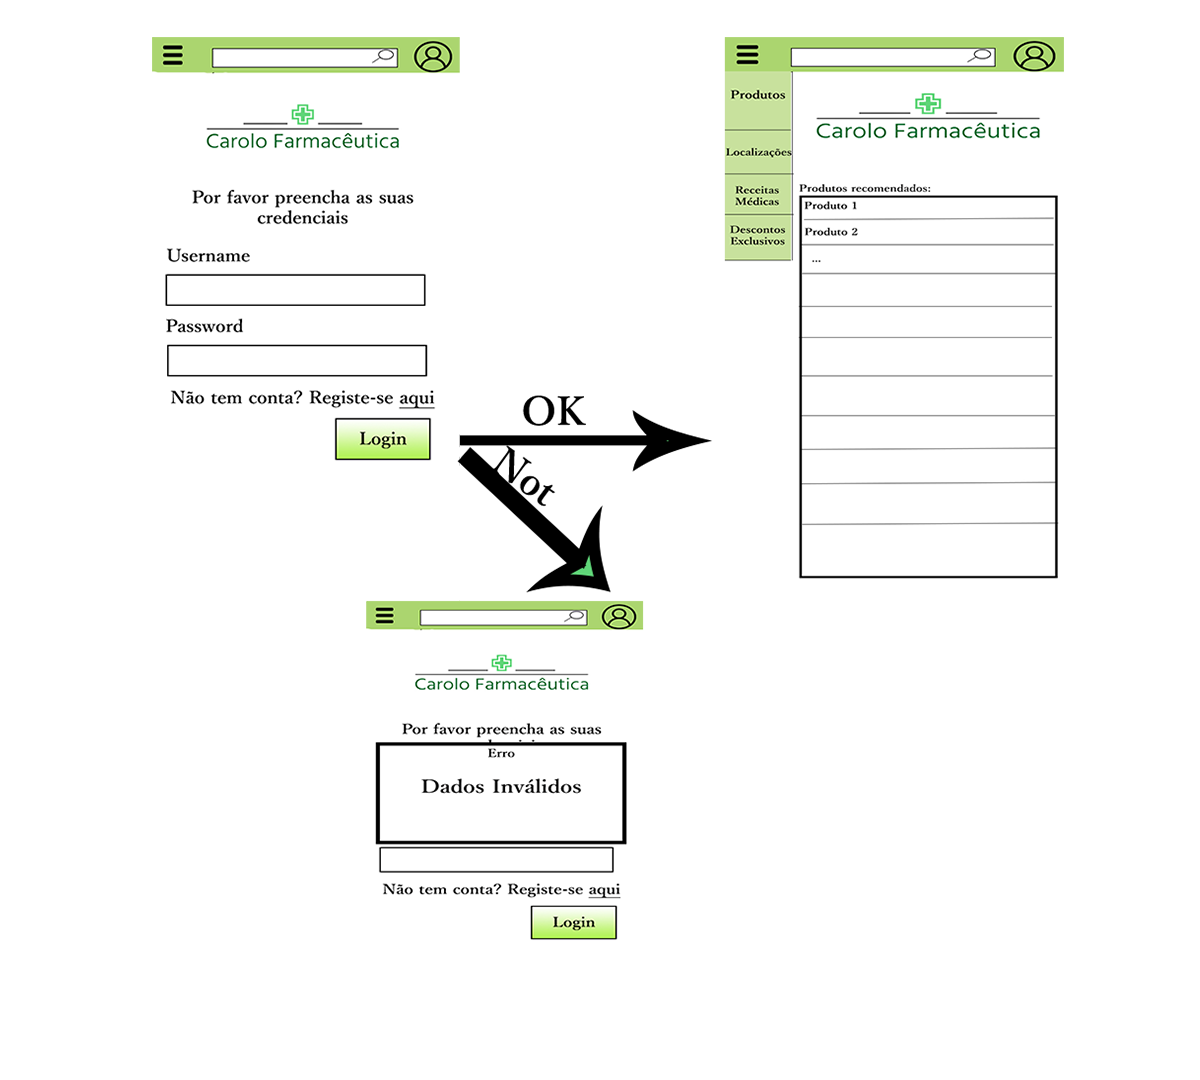 Carolo Farmacêutica
Por favor preencha as suas
credenciais
Username
Password
Não tem conta? Registe-se aqui
Login
OK
Not
Produtos
Localizações
Receitas
Médicas
Descontos
Exclusivos
Carolo Farmacêutica
Produtos recomendados:
Produto 1
Produto 2
...
Carolo Farmacêutica
Por favor preencha as suas
Erro
Dados Inválidos
Não tem conta? Registe-se aqui
Login